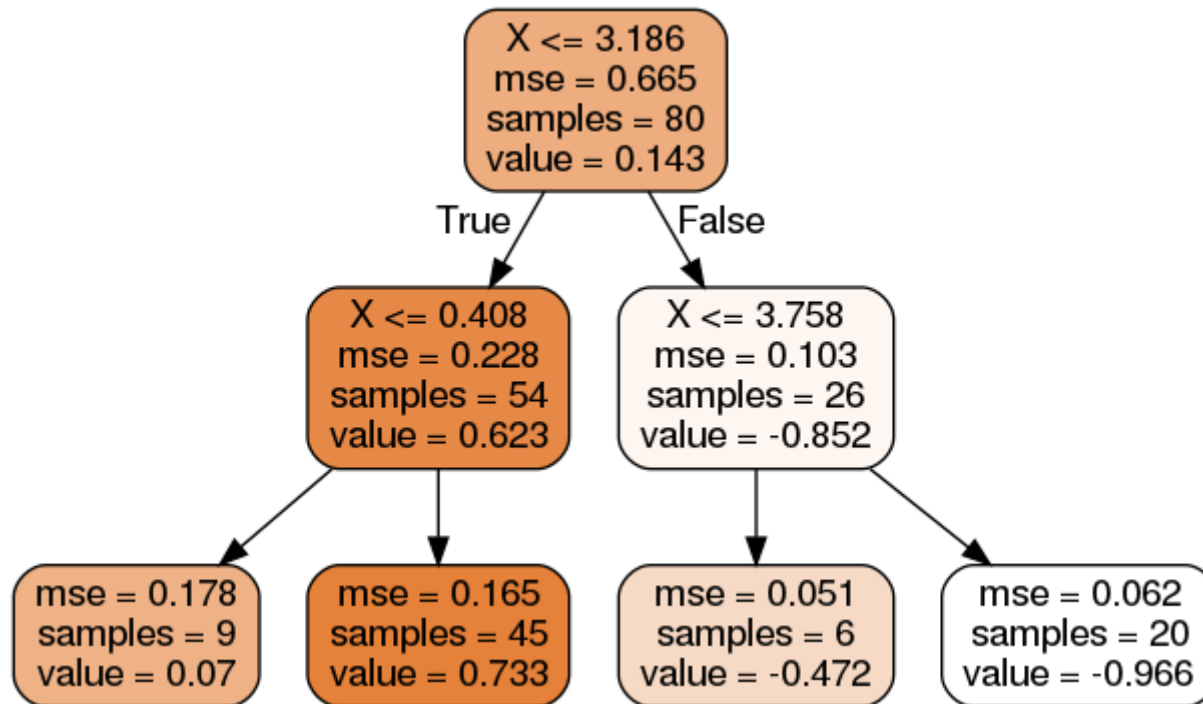 X <= 3.186
mse = 0.665
samples = 80
value = 0.143
True
False
X <= 0.408
mse = 0.228
samples = 54
value = 0.623
X <= 3.758
mse = 0.103
samples = 26
value = -0.852
mse = 0.178
samples = 9
value = 0.07
mse = 0.165
samples = 45
value = 0.733
mse = 0.051
samples = 6
value = -0.472
mse = 0.062
samples = 20
value = -0.966